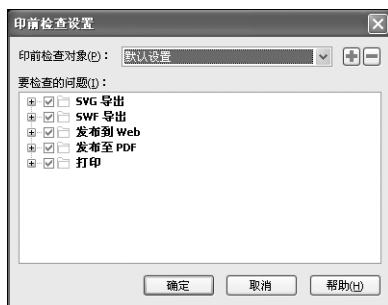 印前检查设置
印前检查对象(P)： 默认设置
要检查的问题(I)：
SVG 导出
SWF 导出
发布到 Web
发布至 PDF
打印
确定 取消 帮助(H)